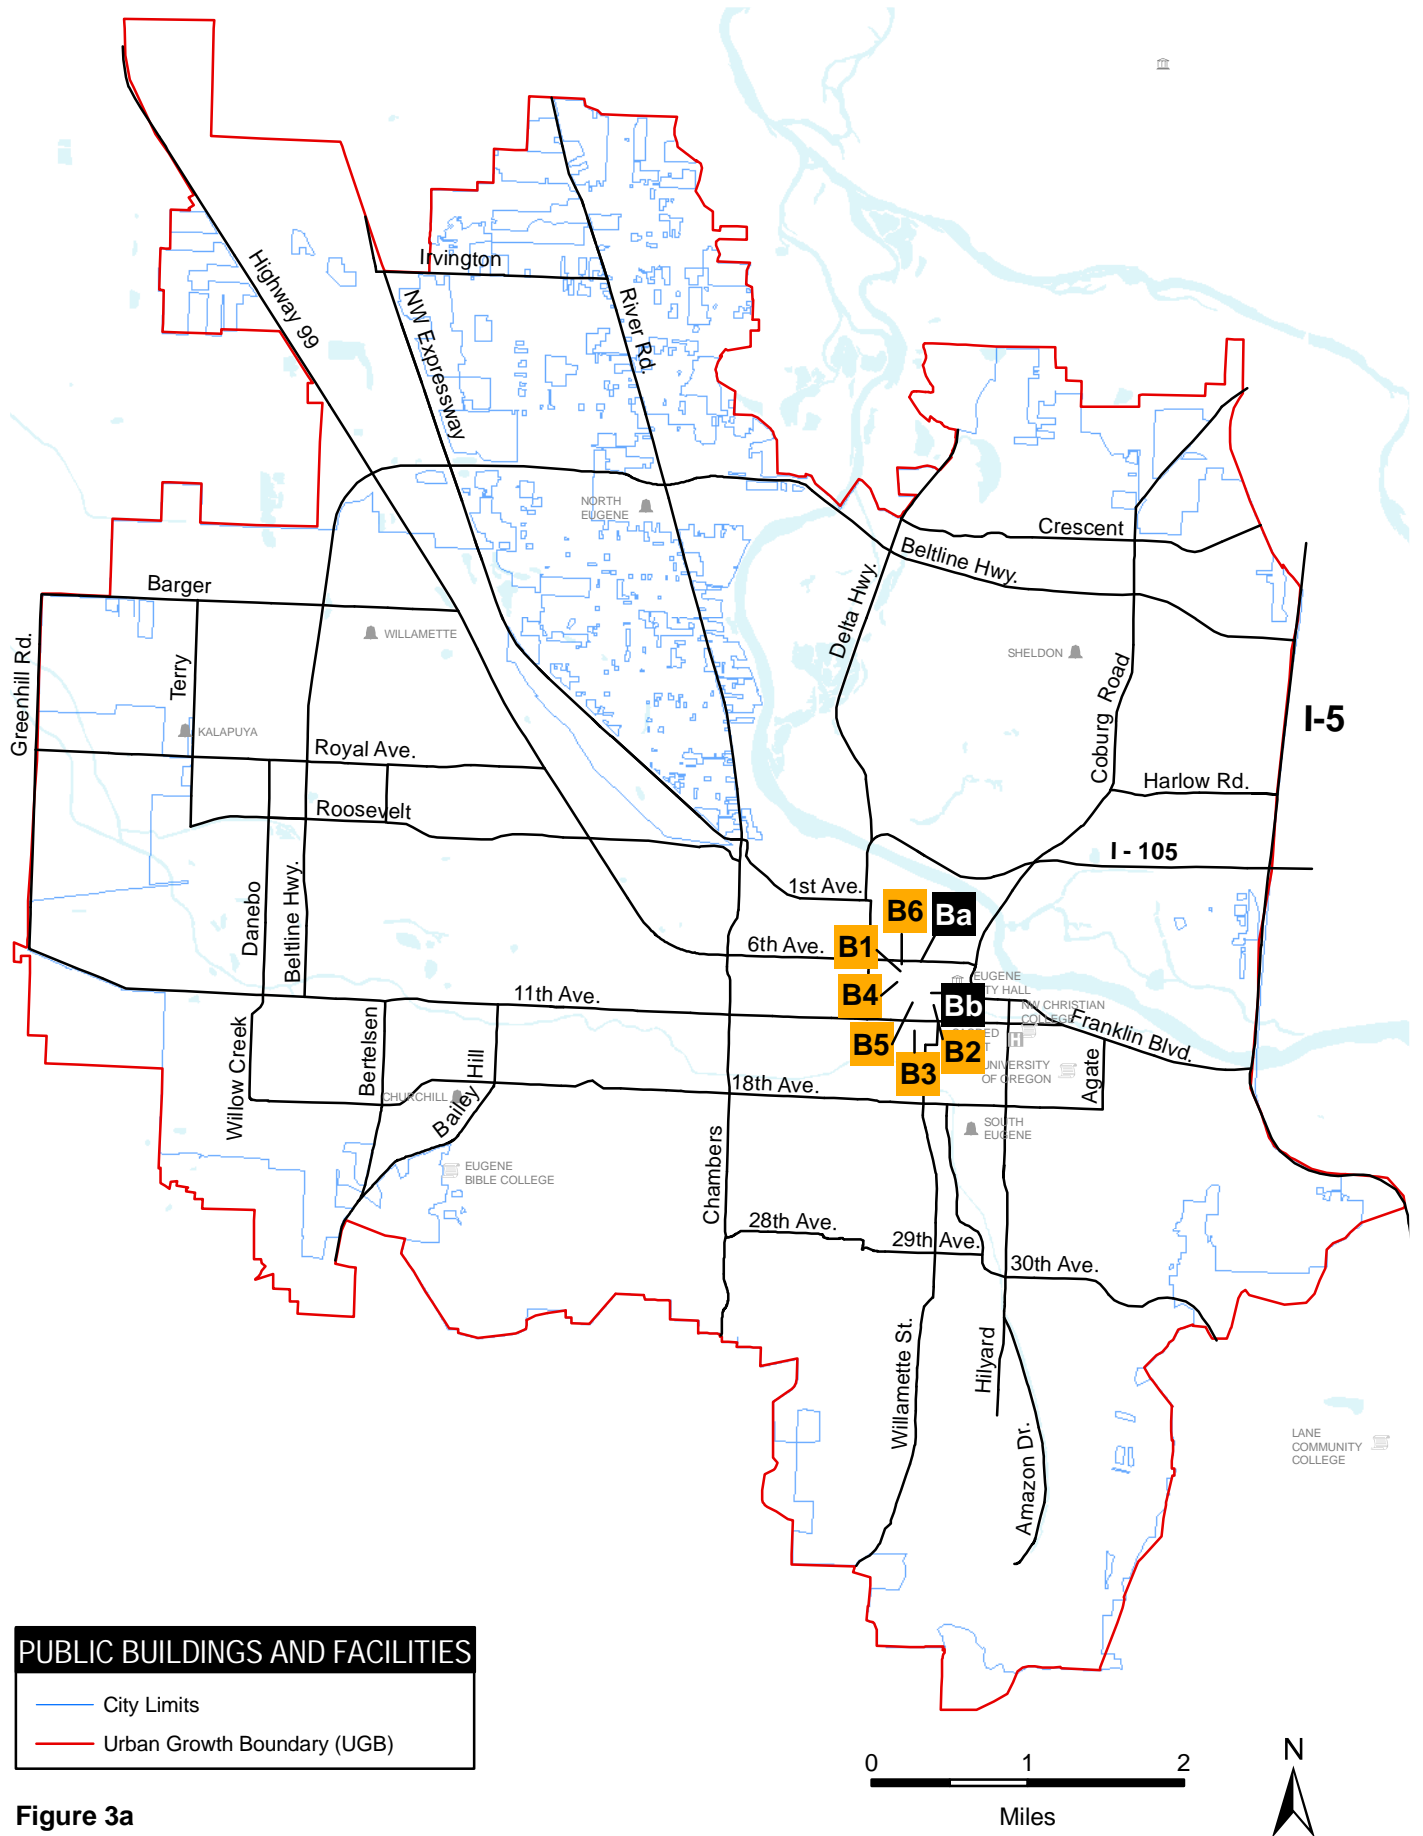 Irvington
Highway 99
NW Expressway
River Rd.
NORTH
EUGENE
Crescent
Beltline Hwy.
Delta Hwy.
Barger
WILLAMETTE
SHELDON
Greenhill Rd.
Terry
KALAPUYA
Coburg Road
I-5
Royal Ave.
Harlow Rd.
Roosevelt
I - 105
1st Ave.
B6
Ba
Danebo
Beltline Hwy.
6th Ave.
B1
EUGENE
TY HALL
B4
Bb
11th Ave.
NW CHRISTIAN
COLLEGE
Franklin Blvd.
B5
B2
B3
UNIVERSITY
OF OREGON
Agate
Willow Creek
Bertelsen
Bailey Hill
CHURCHILL
18th Ave.
SOUTH
EUGENE
EUGENE
BIBLE COLLEGE
Chambers
28th Ave.
29th Ave.
30th Ave.
Willamette St.
Hilyard
Amazon Dr.
LANE
COMMUNITY
COLLEGE
PUBLIC BUILDINGS AND FACILITIES
City Limits
Urban Growth Boundary (UGB)
0 1 2
Miles
N
Figure 3a